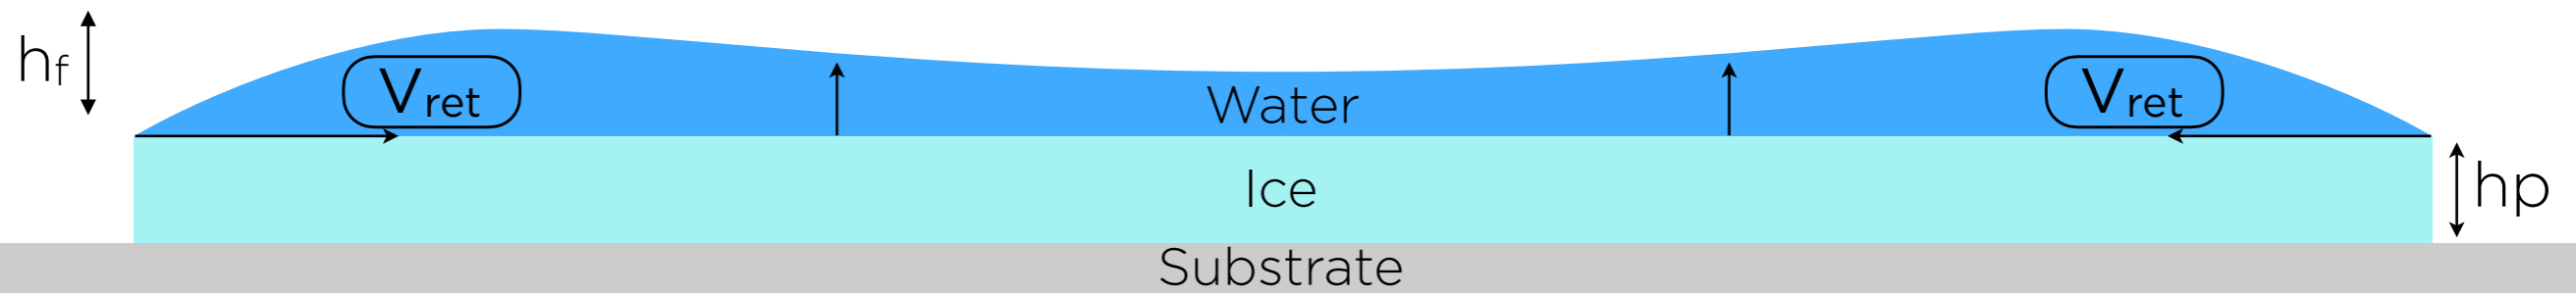 hf
Vret
Water
Vret
Ice
hp
Substrate